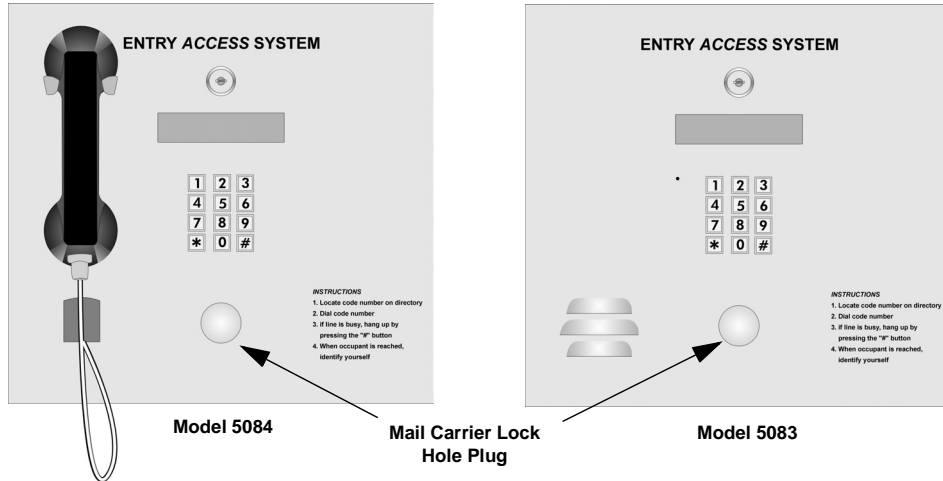 ENTRY ACCESS SYSTEM
1 2 3
4 5 6
7 8 9
* 0 #
INSTRUCTIONS
1. Locate code number on directory
2. Dial code number
3. if line is busy, hang up by
pressing the "#" button
4. When occupant is reached,
identify yourself
Model 5084
ENTRY ACCESS SYSTEM
1 2 3
4 5 6
7 8 9
* 0 #
INSTRUCTIONS
1. Locate code number on directory
2. Dial code number
3. if line is busy, hang up by
pressing the "#" button
4. When occupant is reached,
identify yourself
Model 5083
Mail Carrier Lock
Hole Plug